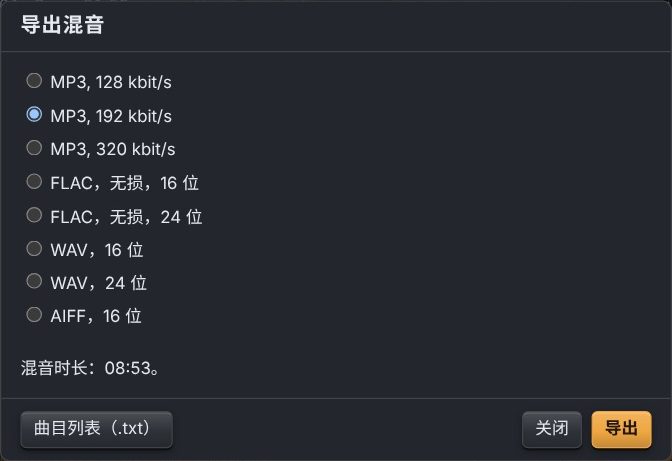 导出混音
MP3, 128 kbit/s
MP3, 192 kbit/s
MP3, 320 kbit/s
FLAC，无损，16 位
FLAC，无损，24 位
WAV，16 位
WAV，24 位
AIFF，16 位
混音时长：08:53。
曲目列表（.txt）
关闭
导出